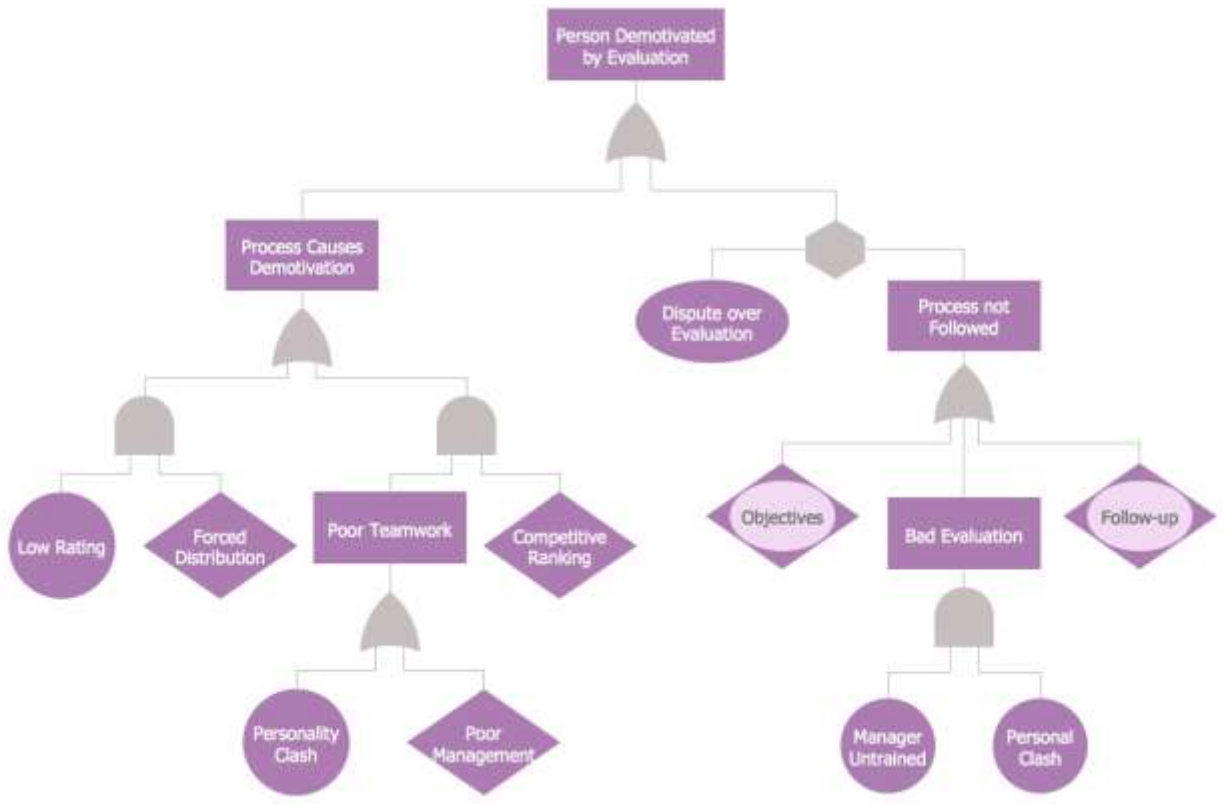 Person Demotivated
by Evaluation
Process Causes
Demotivation
Dispute over
Evaluation
Process not
Followed
Low Rating
Forced
Distribution
Poor Teamwork
Competitive
Ranking
Objectives
Bad Evaluation
Follow-up
Personality
Clash
Poor
Management
Manager
Untrained
Personal
Clash